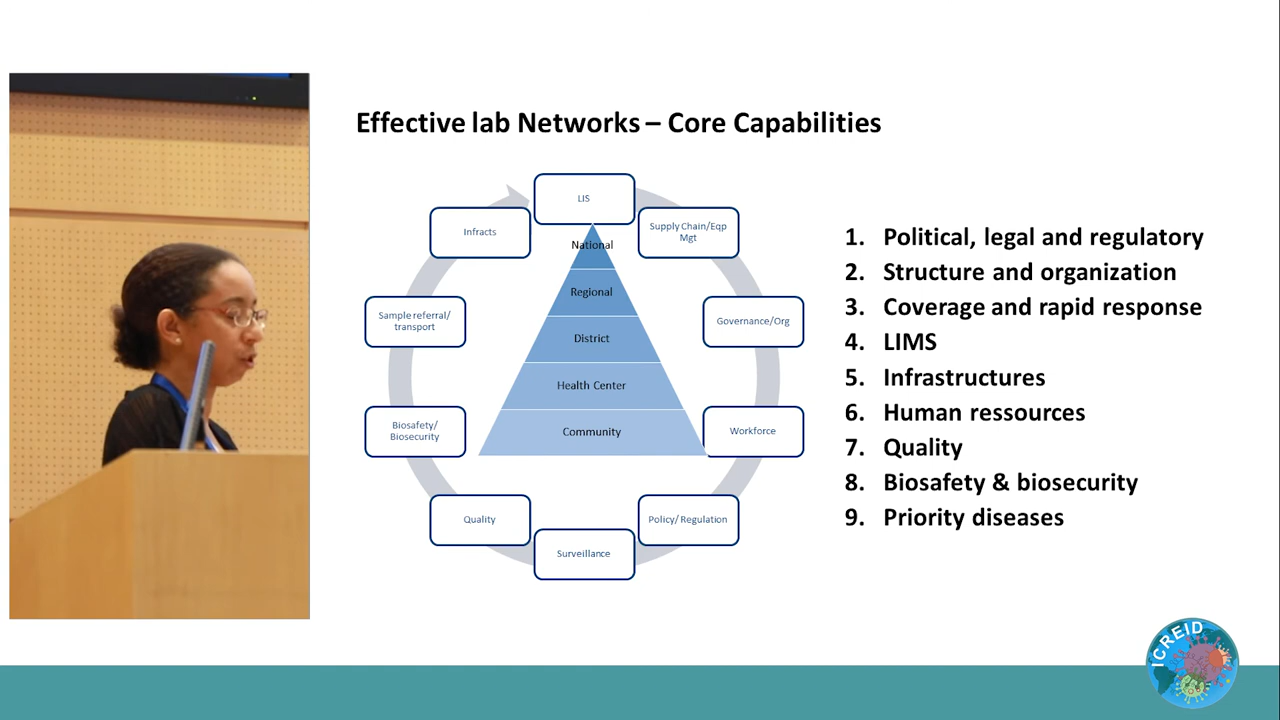 Effective lab Networks – Core Capabilities
LIS
Supply Chain/Eqp
Mgt
Governance/Org
Workforce
Policy/ Regulation
Surveillance
Quality
Biosafety/
Biosecurity
Sample referral/
transport
Infracts
National
Regional
District
Health Center
Community
1. Political, legal and regulatory
2. Structure and organization
3. Coverage and rapid response
4. LIMS
5. Infrastructures
6. Human ressources
7. Quality
8. Biosafety & biosecurity
9. Priority diseases
ICREID